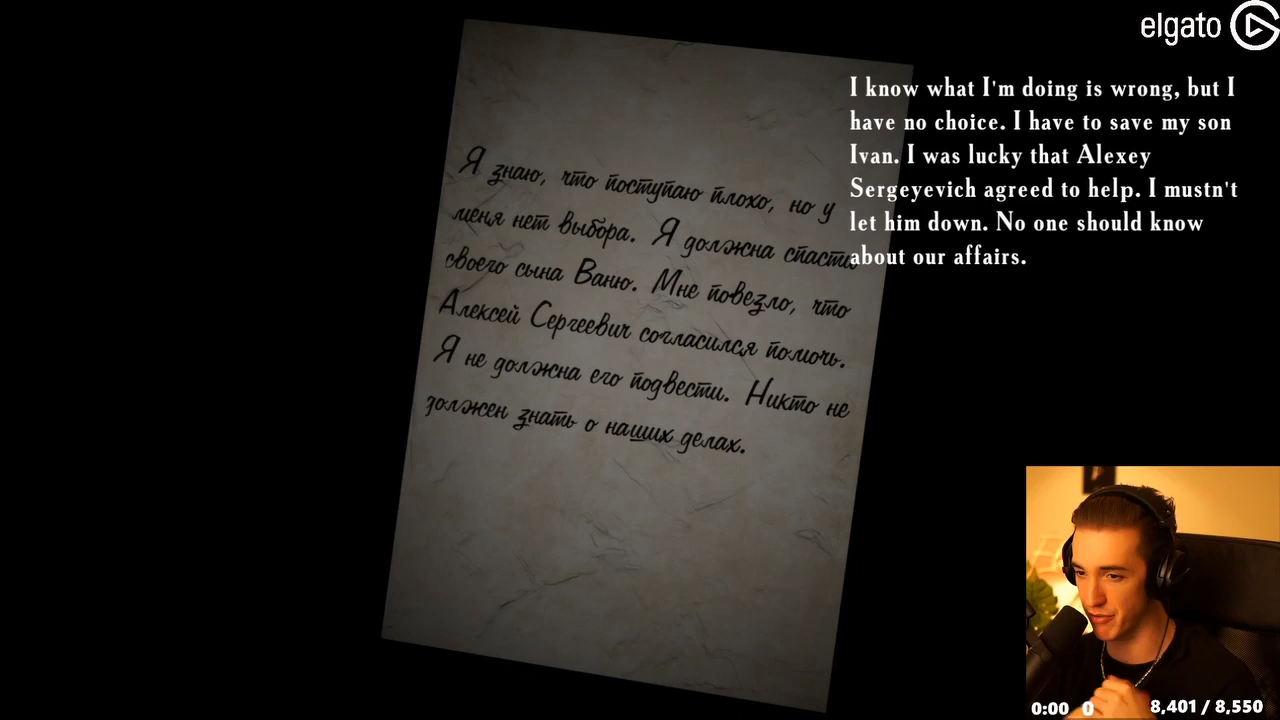 elgato
Я знаю, что поступаю плохо, но у
меня нет выбора. Я должна спасти
своего сына Ваню. Мне повезло, что
Алексей Сергеевич согласился помочь.
Я не должна его подвести. Никто не
должен знать о наших делах.
I know what I'm doing is wrong, but I
have no choice. I have to save my son
Ivan. I was lucky that Alexey
Sergeyevich agreed to help. I mustn't
let him down. No one should know
about our affairs.
0:00 0 8,401 / 8,550